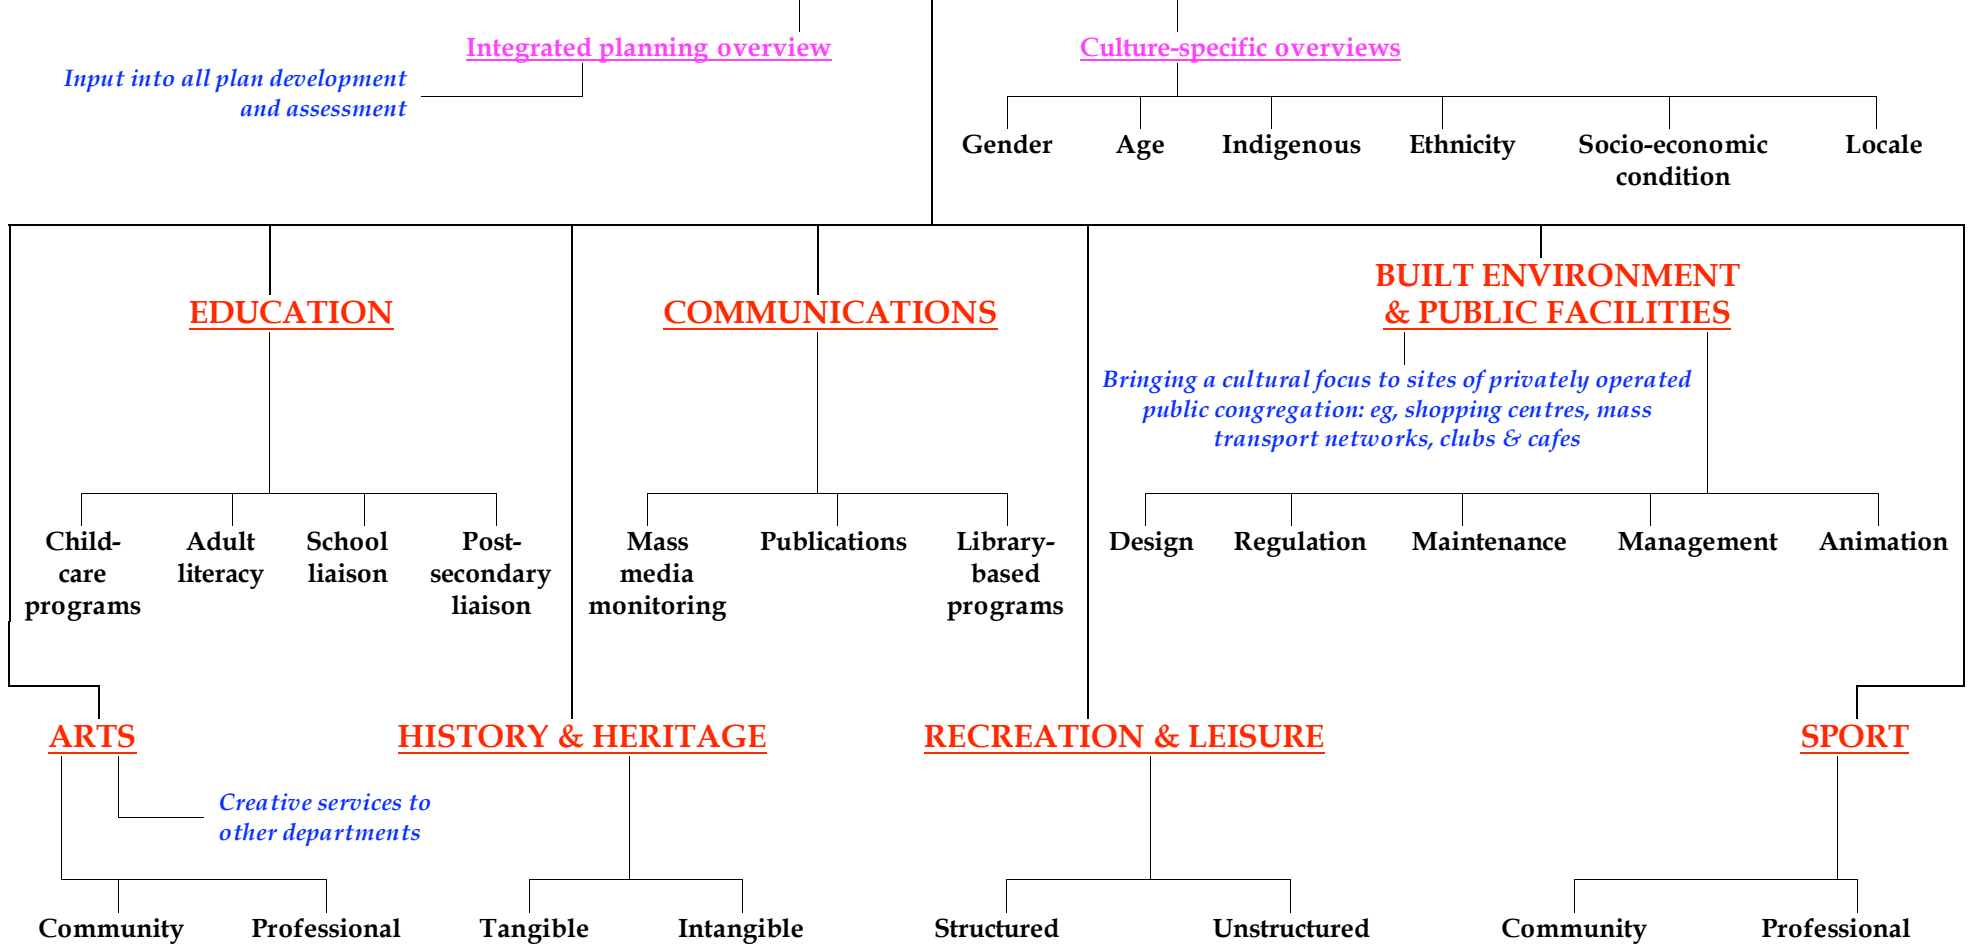 Integrated planning overview
Culture-specific overviews
Input into all plan development
and assessment
Gender
Age
Indigenous
Ethnicity
Socio-economic
condition
Locale
EDUCATION
COMMUNICATIONS
BUILT ENVIRONMENT
& PUBLIC FACILITIES
Bringing a cultural focus to sites of privately operated
public congregation: eg, shopping centres, mass
transport networks, clubs & cafes
Child-
care
programs
Adult
literacy
School
liaison
Post-
secondary
liaison
Mass
media
monitoring
Publications
Library-
based
programs
Design
Regulation
Maintenance
Management
Animation
ARTS
HISTORY & HERITAGE
RECREATION & LEISURE
SPORT
Creative services to
other departments
Community
Professional
Tangible
Intangible
Structured
Unstructured
Community
Professional